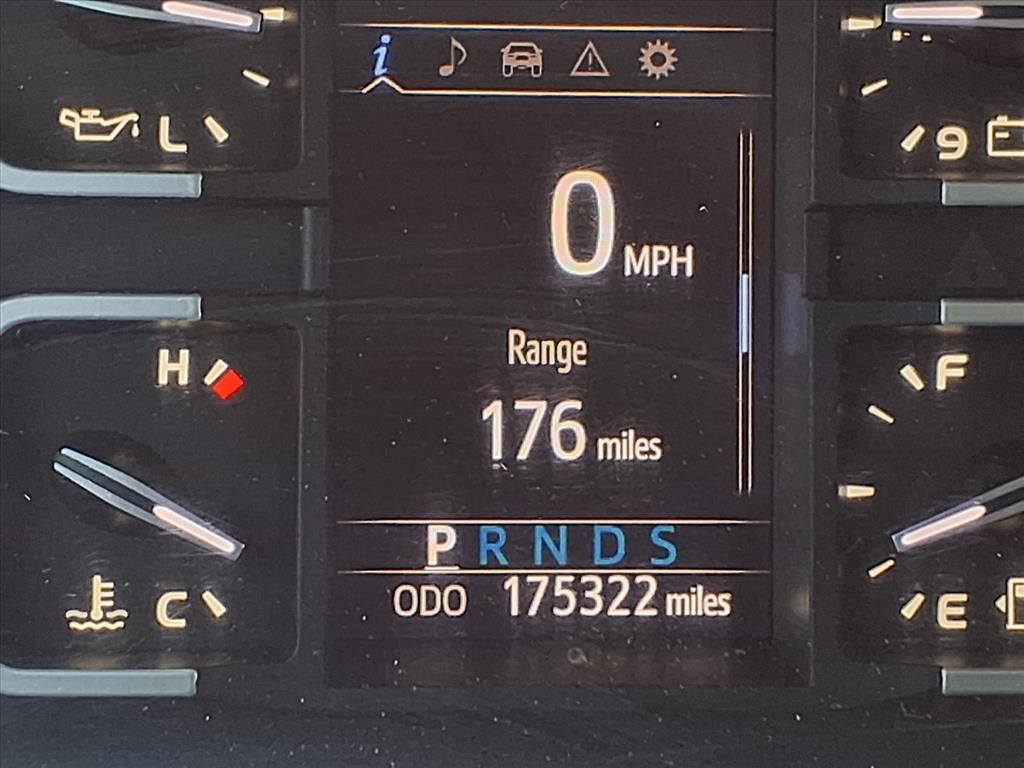 L
9
0 MPH
H
Range
F
176 miles
P R N D S
C
ODO 175322 miles
E